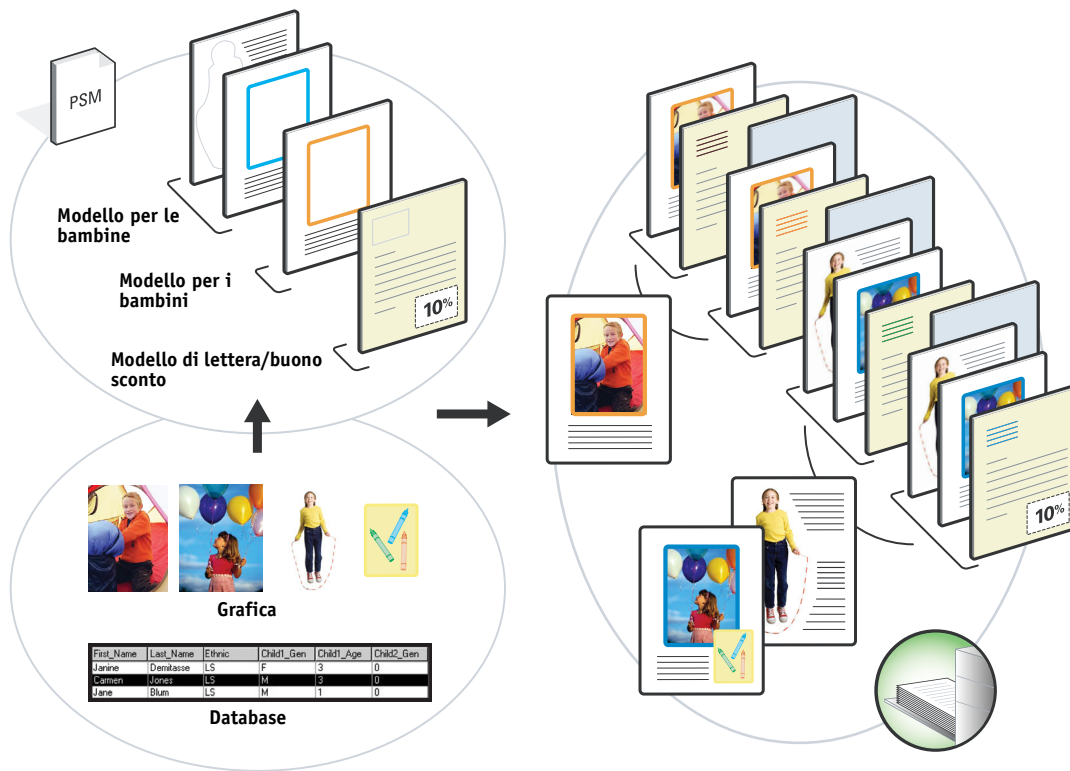 PSM
Modello per le
bambine
Modello per i
bambini
10%
Modello di lettera/buono
sconto
Grafica
First_Name Last_Name Ethnic Child1_Gen Child1_Age Child2_Gen
Janine Demitasse LS F 3 0
Carmen Jones LS M 3 0
Jane Blum LS M 1 0
Database
10%